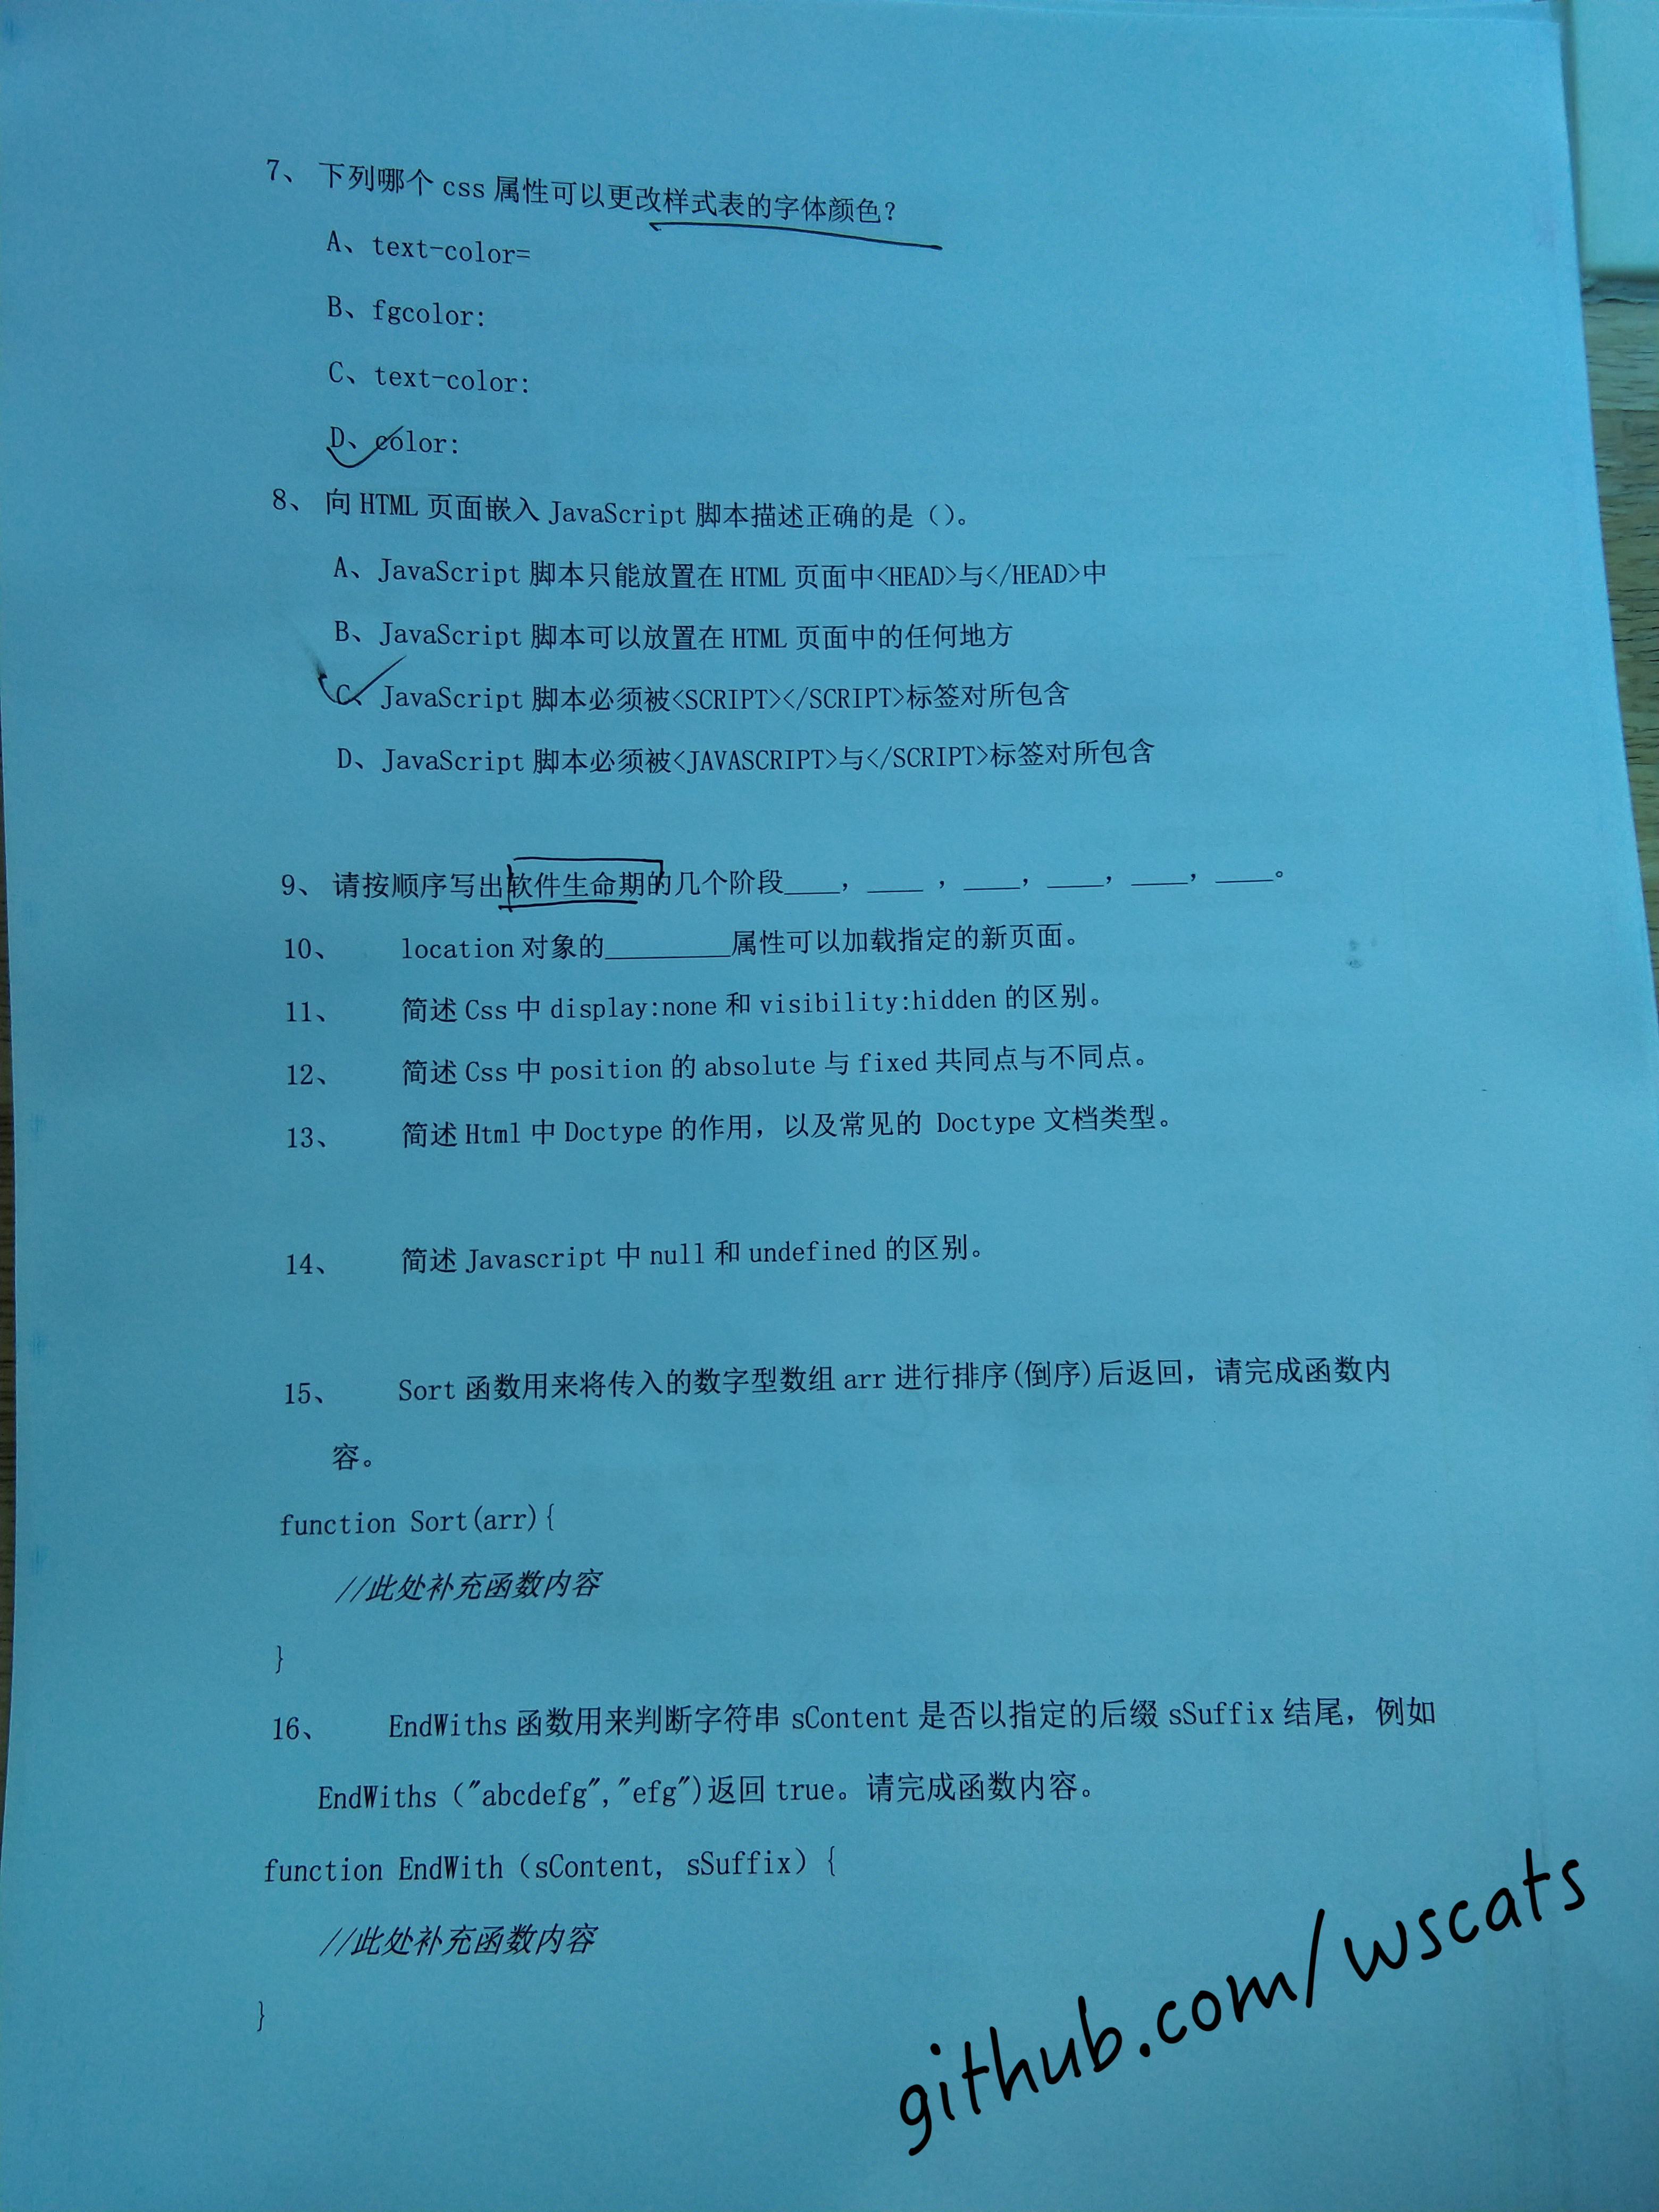 7、 下列哪个 css 属性可以更改样式表的字体颜色?
A、text-color=
B、fgcolor:
C、text-color:
D、color:
8、 向 HTML 页面嵌入 JavaScript 脚本描述正确的是（）。
A、JavaScript 脚本只能放置在 HTML 页面中<HEAD>与</HEAD>中
B、JavaScript 脚本可以放置在 HTML 页面中的任何地方
C、JavaScript 脚本必须被<SCRIPT></SCRIPT>标签对所包含
D、JavaScript 脚本必须被<JAVASCRIPT>与</SCRIPT>标签对所包含
9、 请按顺序写出软件生命期的几个阶段____，____ ，____，____，____，____。
10、 location 对象的_________属性可以加载指定的新页面。
11、 简述 Css 中 display:none 和 visibility:hidden 的区别。
12、 简述 Css 中 position 的 absolute 与 fixed 共同点与不同点。
13、 简述 Html 中 Doctype 的作用，以及常见的 Doctype 文档类型。
14、 简述 Javascript 中 null 和 undefined 的区别。
15、 Sort 函数用来将传入的数字型数组 arr 进行排序(倒序)后返回，请完成函数内
容。
function Sort(arr){
//此处补充函数内容
}
16、 EndWiths 函数用来判断字符串 sContent 是否以指定的后缀 sSuffix 结尾，例如
EndWiths（"abcdefg","efg")返回 true。请完成函数内容。
function EndWith（sContent, sSuffix）{
//此处补充函数内容
}
github.com/wscats